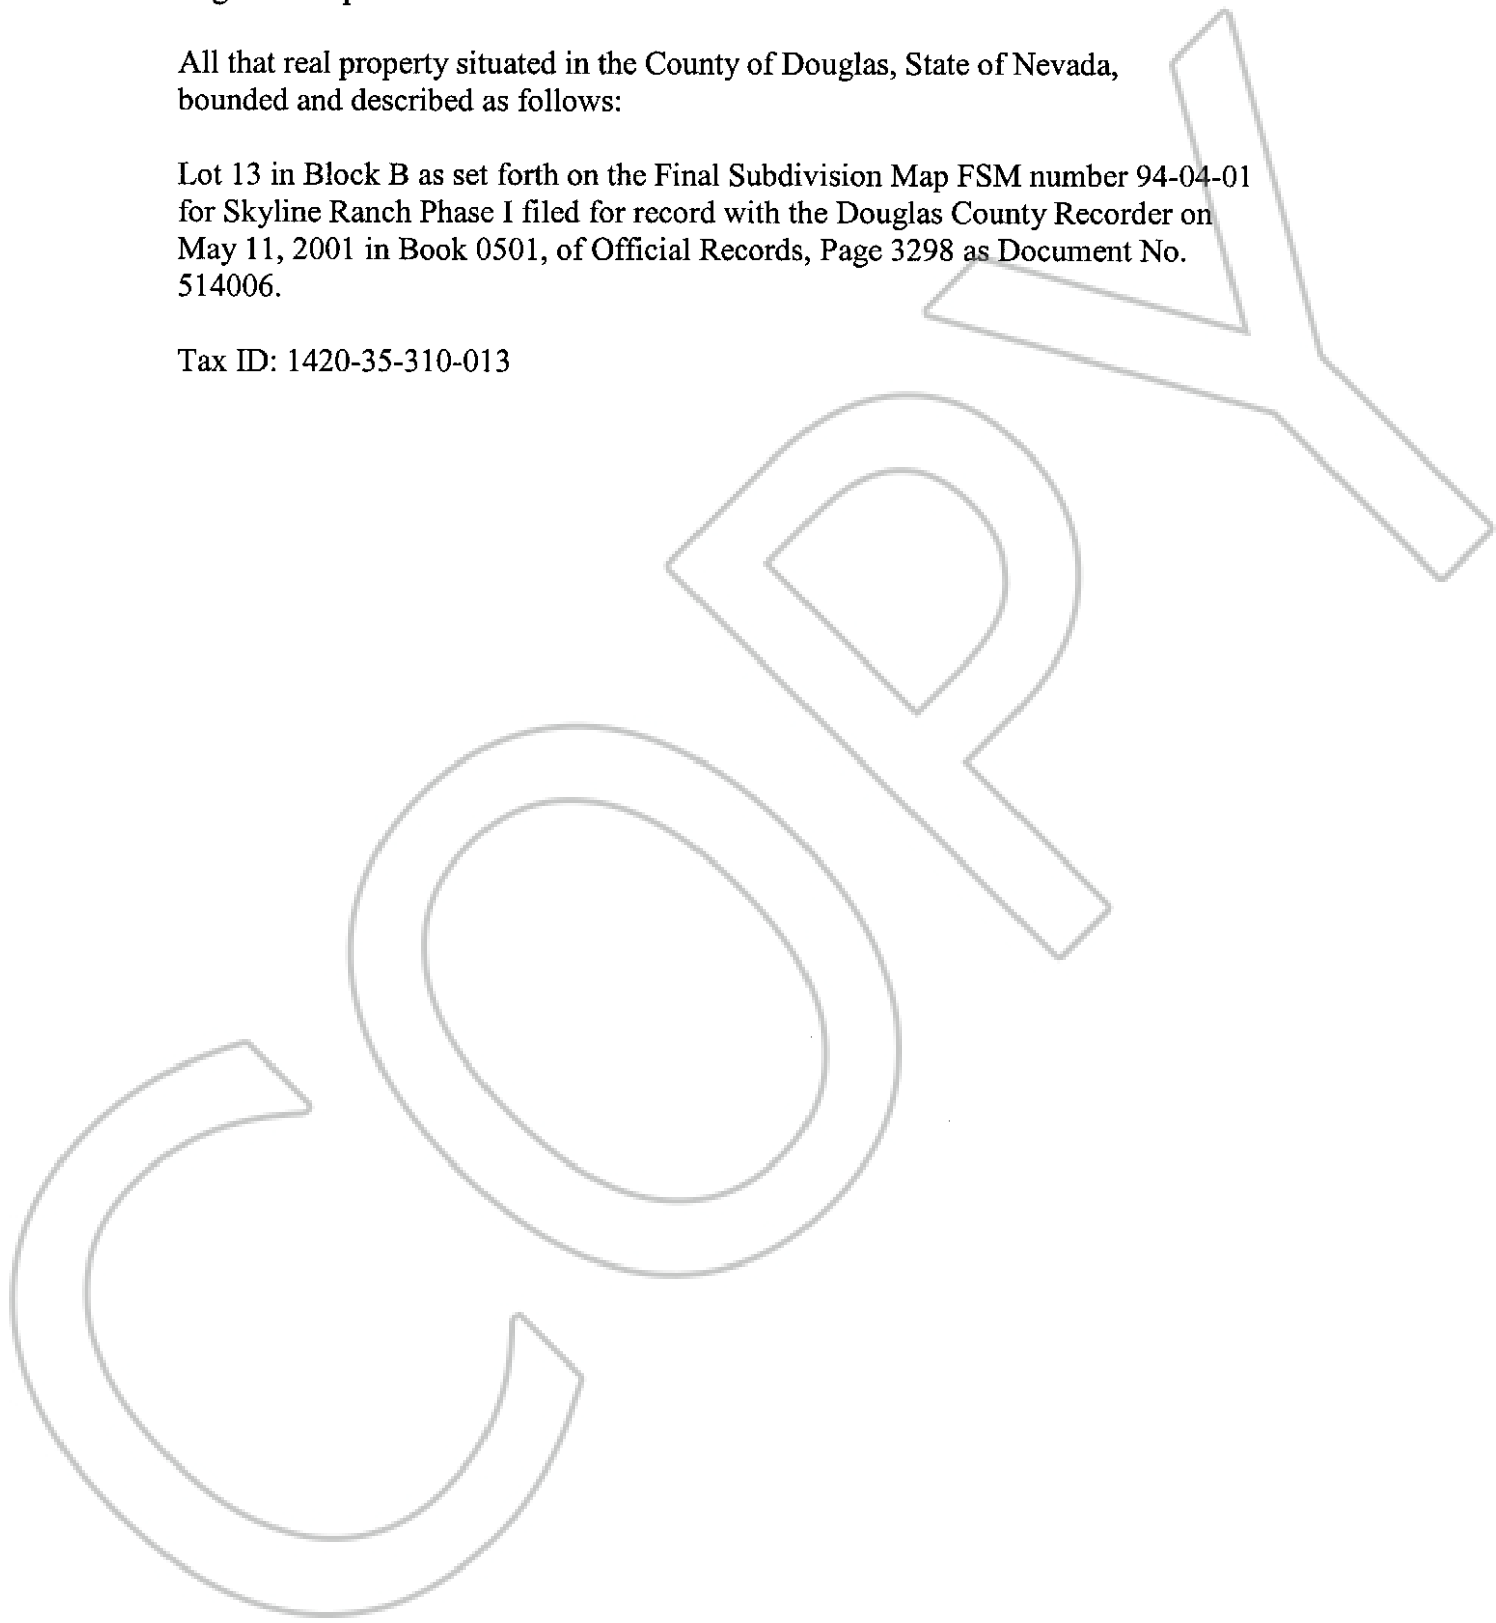 All that real property situated in the County of Douglas, State of Nevada,
bounded and described as follows:
Lot 13 in Block B as set forth on the Final Subdivision Map FSM number 94-04-01
for Skyline Ranch Phase I filed for record with the Douglas County Recorder on
May 11, 2001 in Book 0501, of Official Records, Page 3298 as Document No.
514006.
Tax ID: 1420-35-310-013
COPY